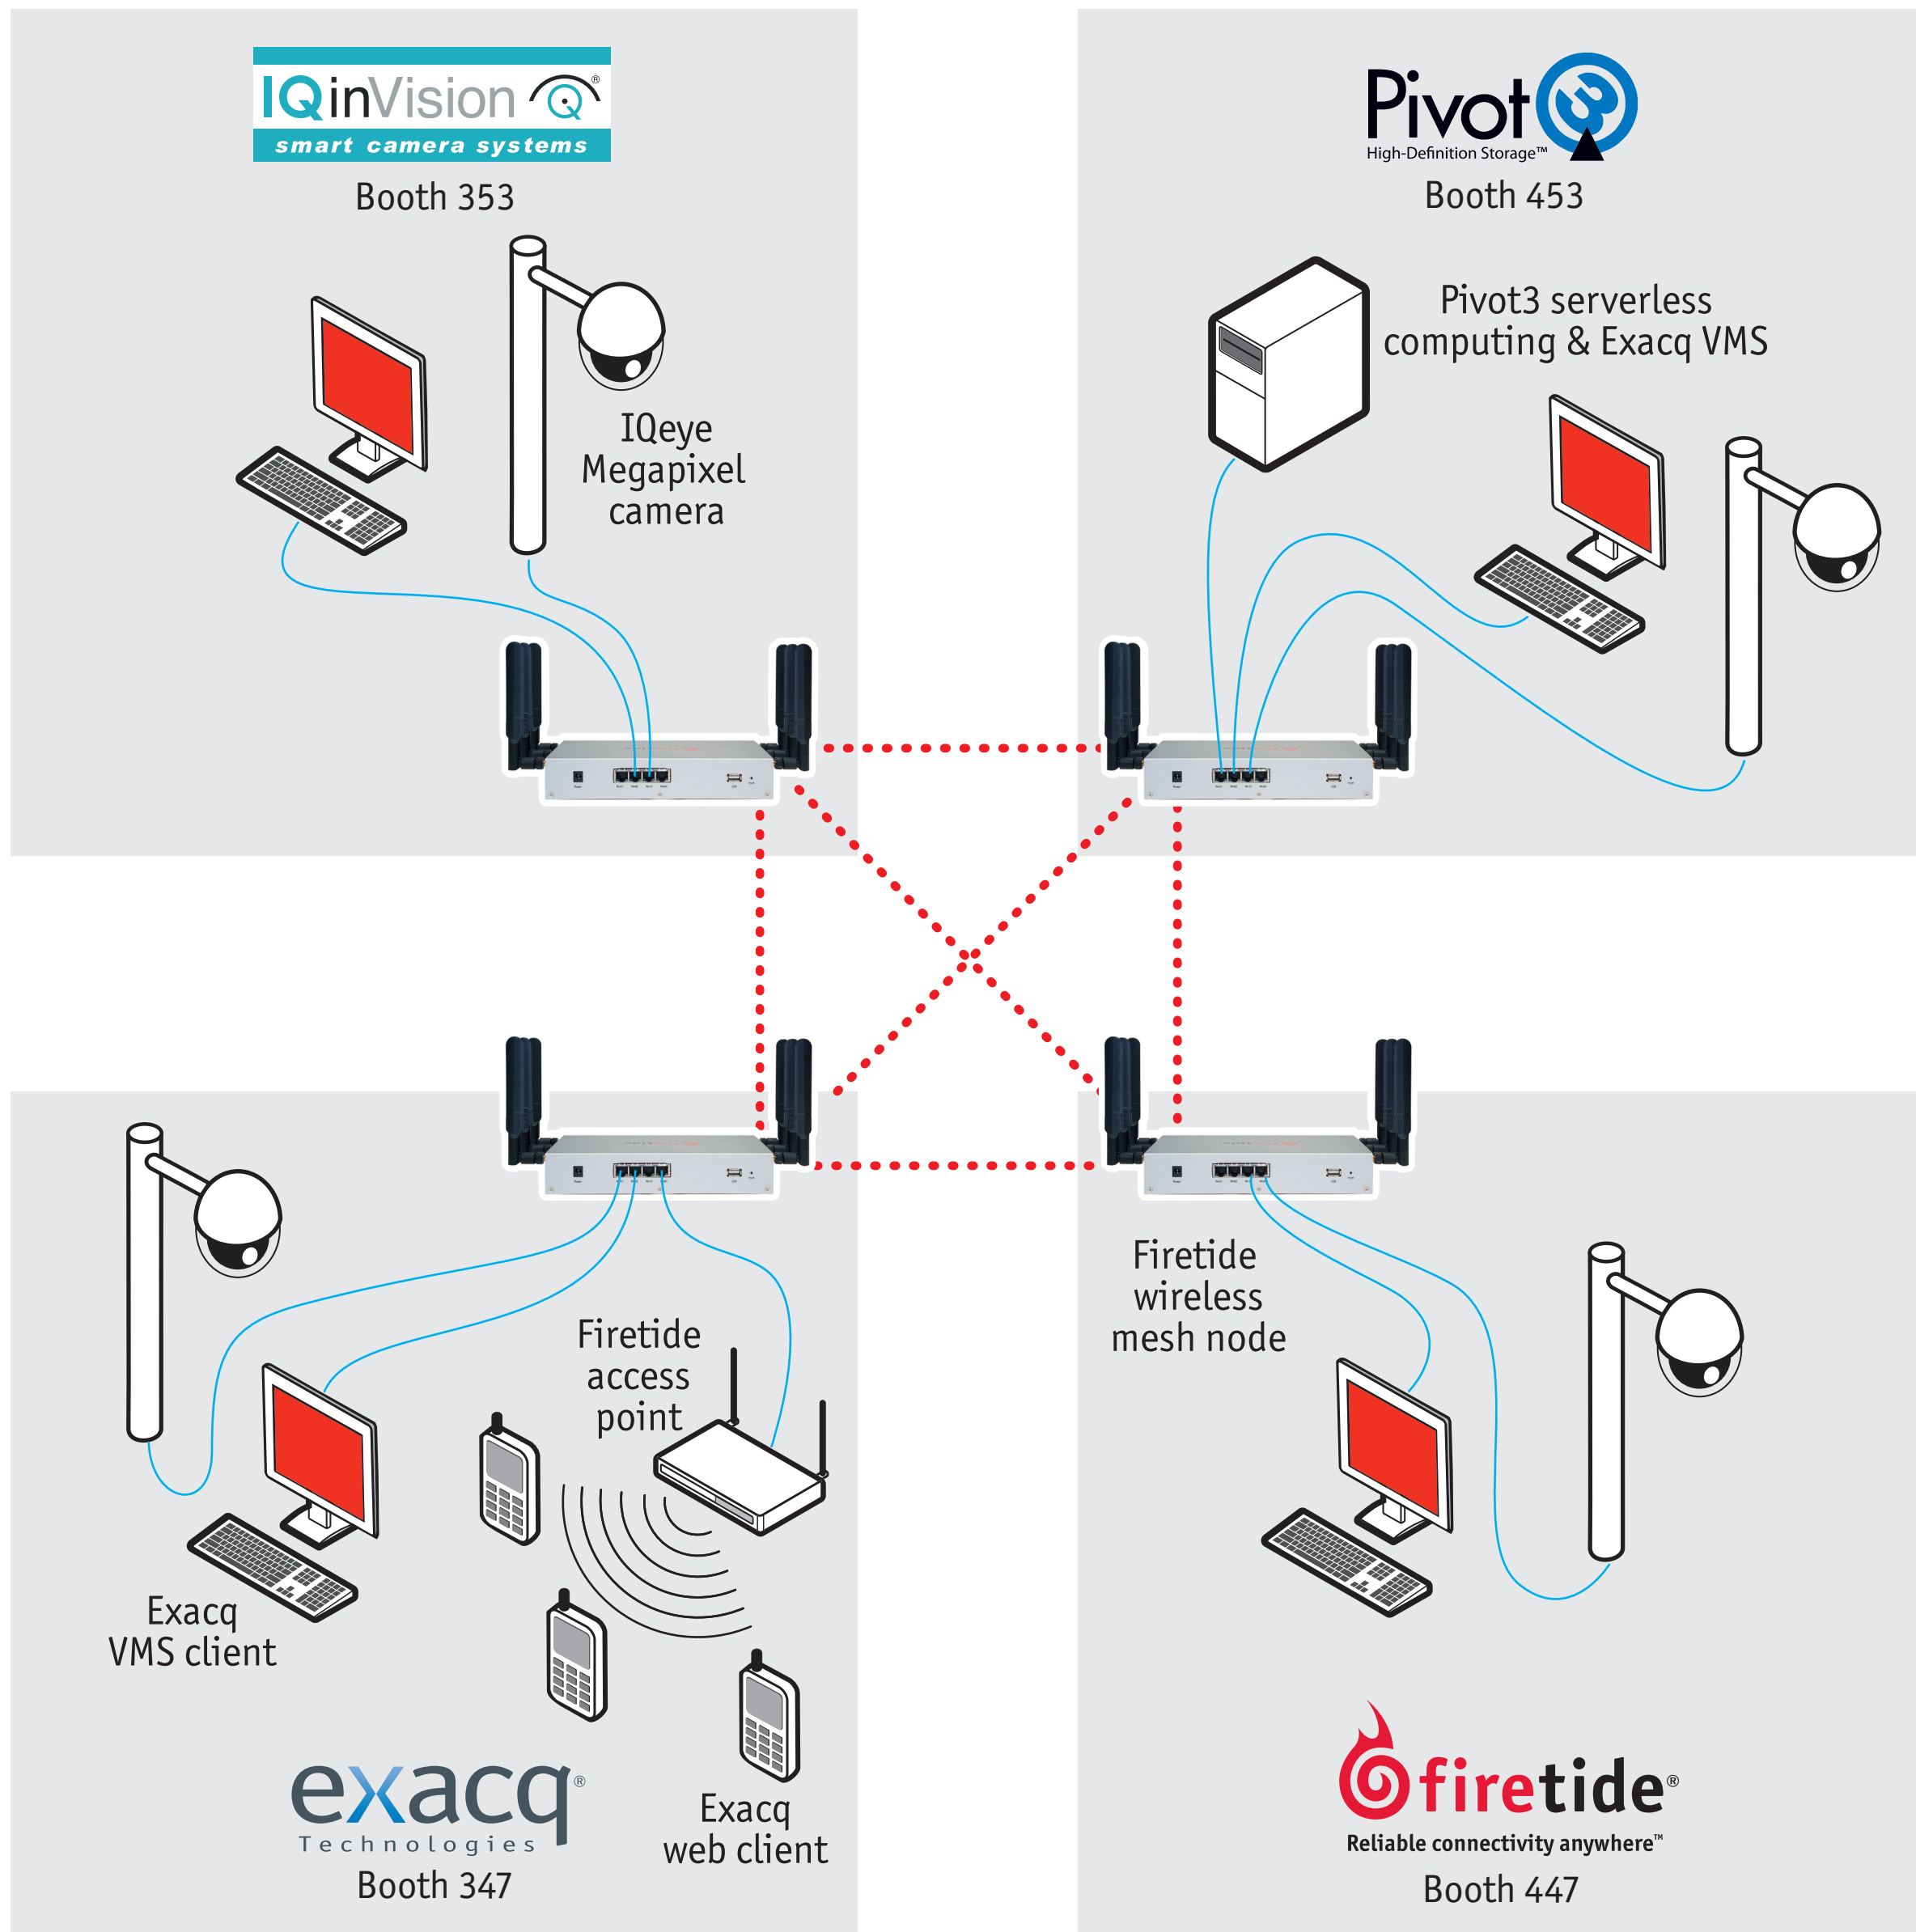 IQinVision®
smart camera systems
Booth 353
IQeye
Megapixel
camera
Pivot3
High-Definition Storage™
Booth 453
Pivot3 serverless
computing & Exacq VMS
Firetide
access
point
Exacq
VMS client
Exacq
web client
exacq®
Technologies
Booth 347
Firetide
wireless
mesh node
firetide®
Reliable connectivity anywhere™
Booth 447